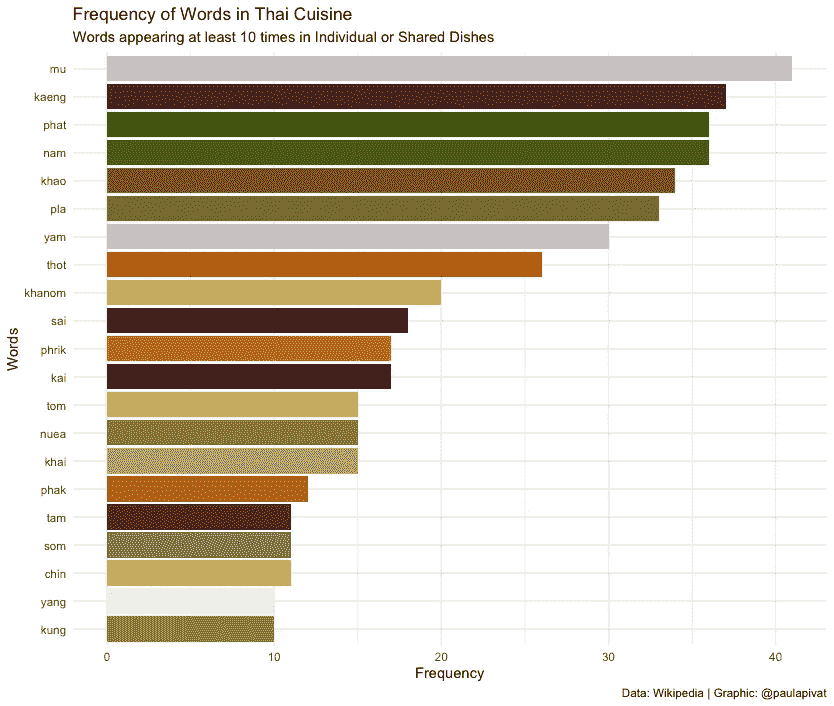 Frequency of Words in Thai Cuisine
Words appearing at least 10 times in Individual or Shared Dishes
Words
mu
kaeng
phat
nam
khao
pla
yam
thot
khanom
sai
phrik
kai
tom
nuea
khai
phak
tam
som
chin
yang
kung
0 10 20 30 40
Frequency
Data: Wikipedia | Graphic: @paulapivat